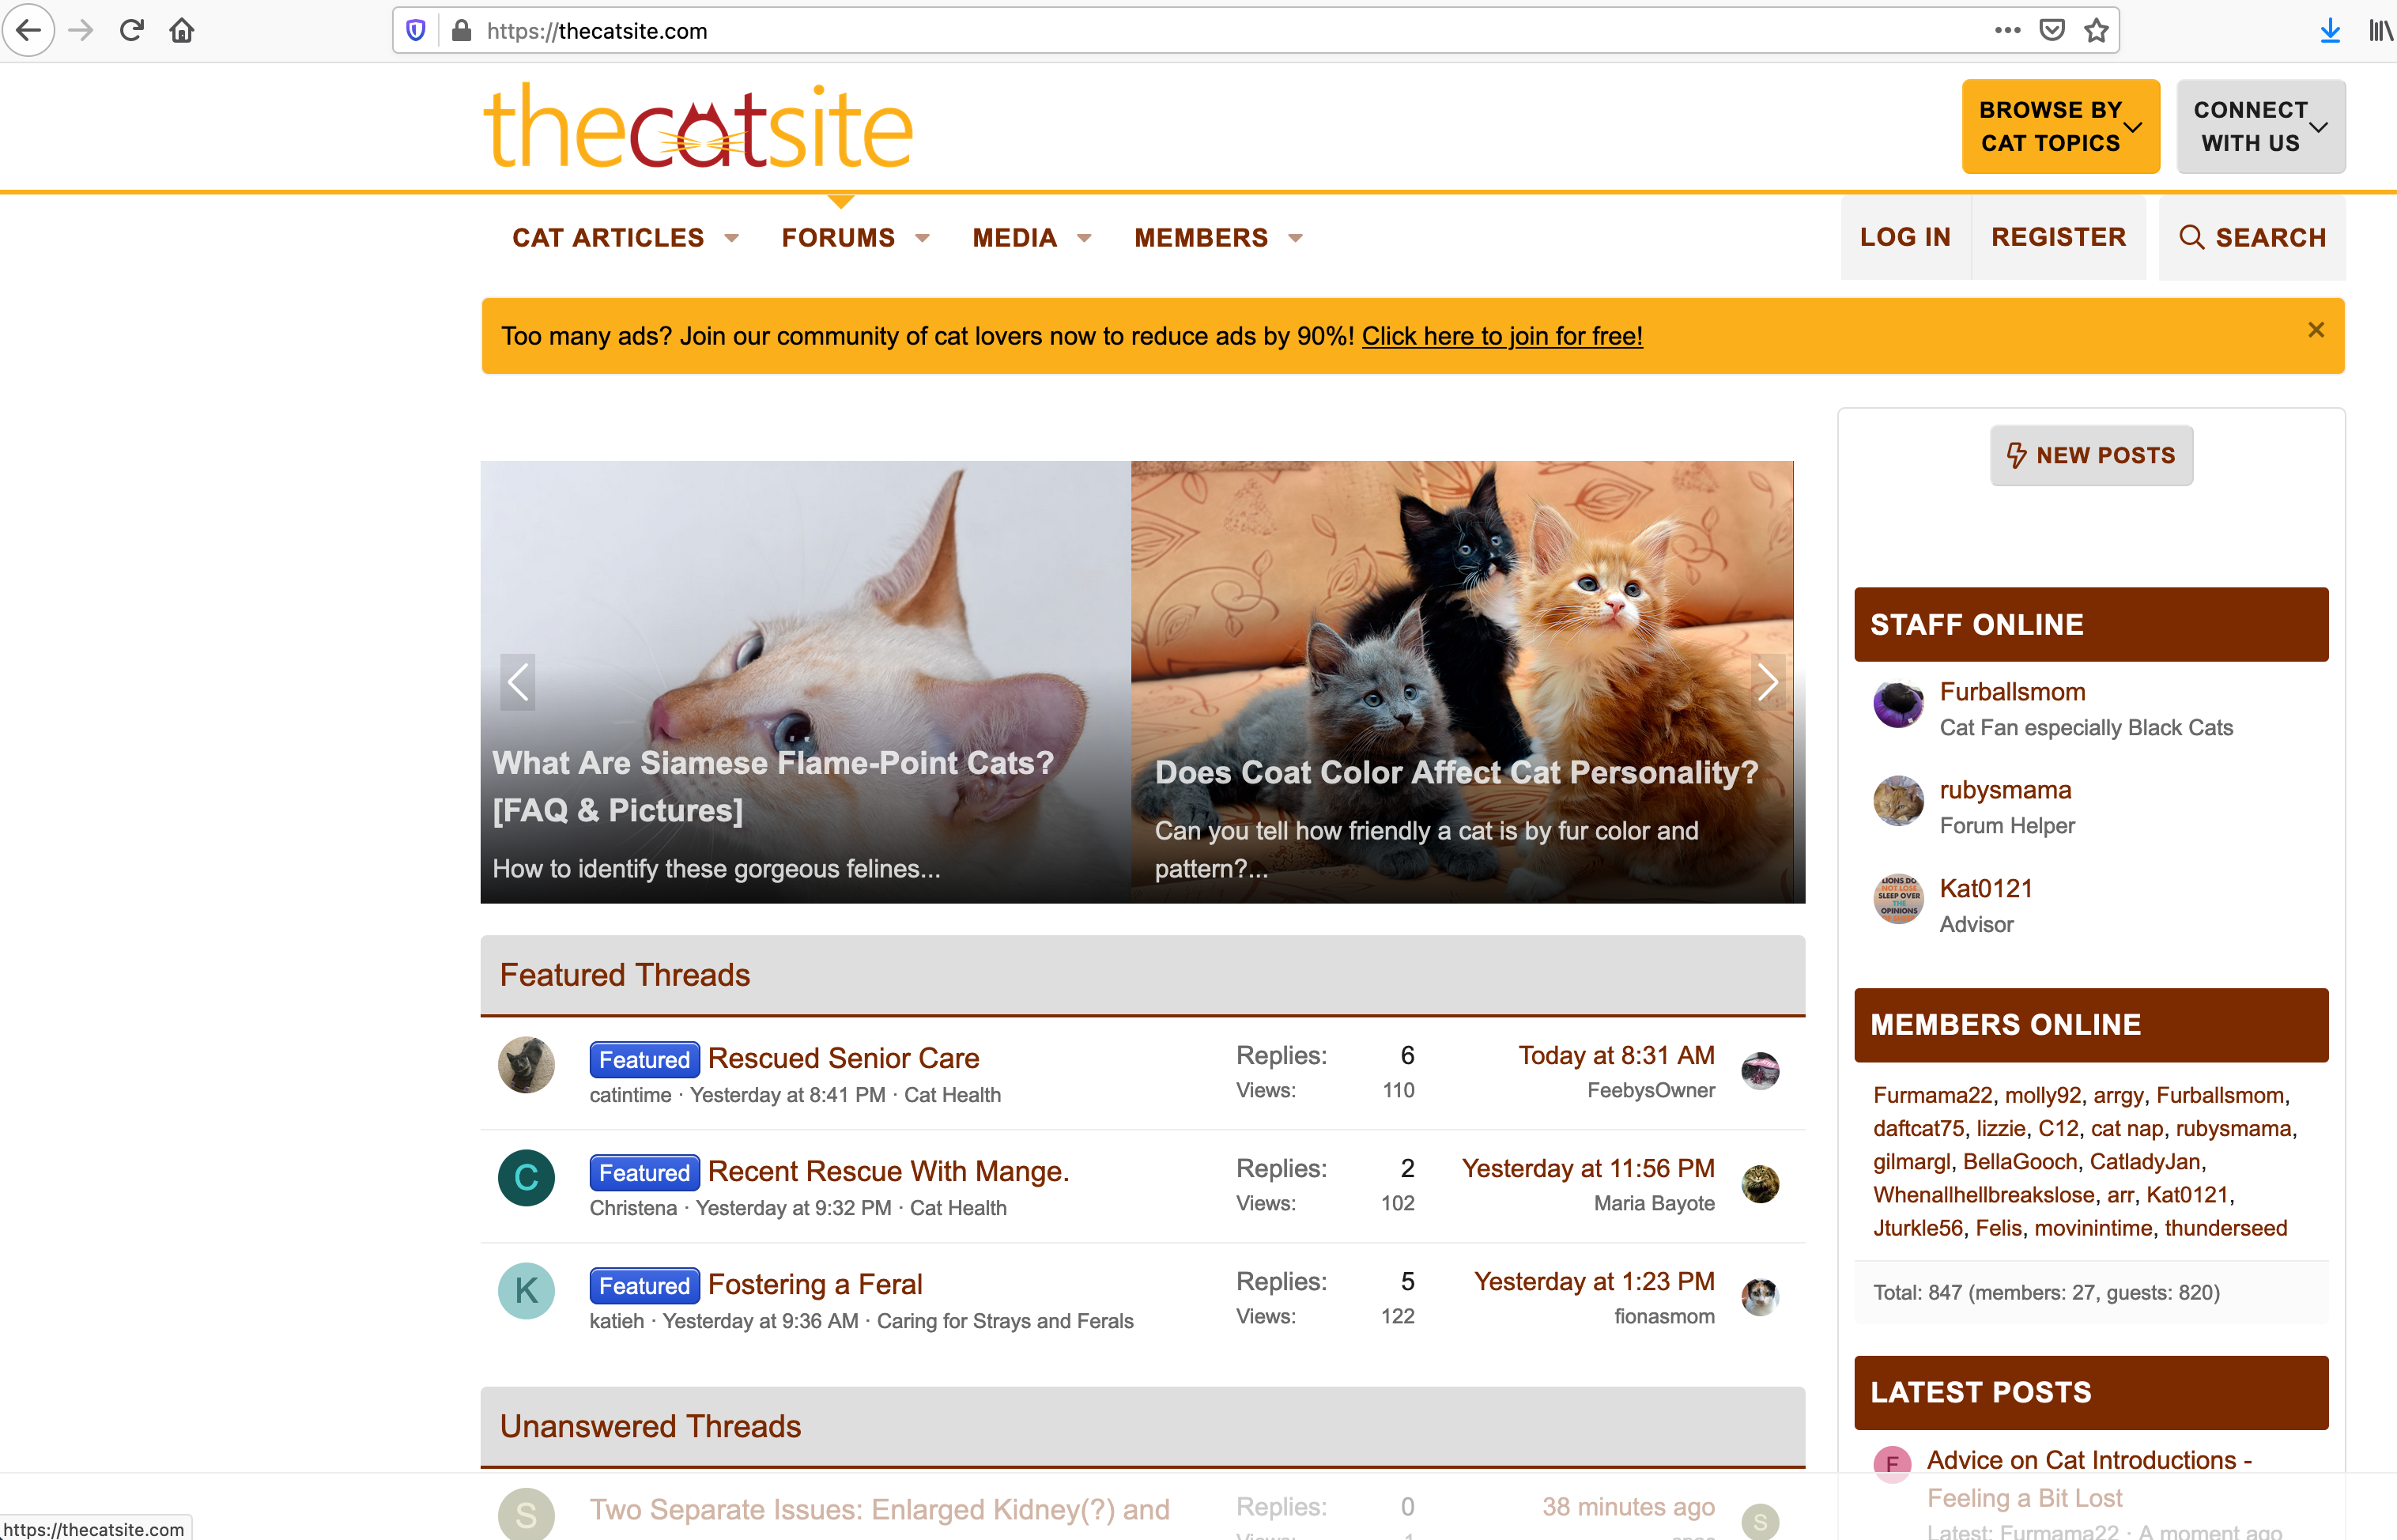 https://thecatsite.com
thecatsite
BROWSE BY
CAT TOPICS
CONNECT
WITH US
CAT ARTICLES
FORUMS
MEDIA
MEMBERS
LOG IN
REGISTER
SEARCH
Too many ads? Join our community of cat lovers now to reduce ads by 90%! Click here to join for free!
What Are Siamese Flame-Point Cats?
[FAQ & Pictures]
How to identify these gorgeous felines...
Does Coat Color Affect Cat Personality?
Can you tell how friendly a cat is by fur color and
pattern?...
Featured Threads
Featured Rescued Senior Care
catintime · Yesterday at 8:41 PM · Cat Health
Replies: 6
Views: 110
Today at 8:31 AM
FeebysOwner
C
Featured Recent Rescue With Mange.
Christena · Yesterday at 9:32 PM · Cat Health
Replies: 2
Views: 102
Yesterday at 11:56 PM
Maria Bayote
K
Featured Fostering a Feral
katieh · Yesterday at 9:36 AM · Caring for Strays and Ferals
Replies: 5
Views: 122
Yesterday at 1:23 PM
fionasmom
Unanswered Threads
S
Two Separate Issues: Enlarged Kidney(?) and
Replies: 0
38 minutes ago
S
NEW POSTS
STAFF ONLINE
Furballsmom
Cat Fan especially Black Cats
rubysmama
Forum Helper
LIONS DO
NOT LOSE
SLEEP OVER
THE
OPINIONS
Kat0121
Advisor
MEMBERS ONLINE
Furmama22, molly92, arrgy, Furballsmom,
daftcat75, lizzie, C12, cat nap, rubysmama,
gilmargl, BellaGooch, CatladyJan,
Whenallhellbreakslose, arr, Kat0121,
Jturkle56, Felis, movinintime, thunderseed
Total: 847 (members: 27, guests: 820)
LATEST POSTS
F
Advice on Cat Introductions -
Feeling a Bit Lost
Latest: Furmama22 · A moment ago
https://thecatsite.com